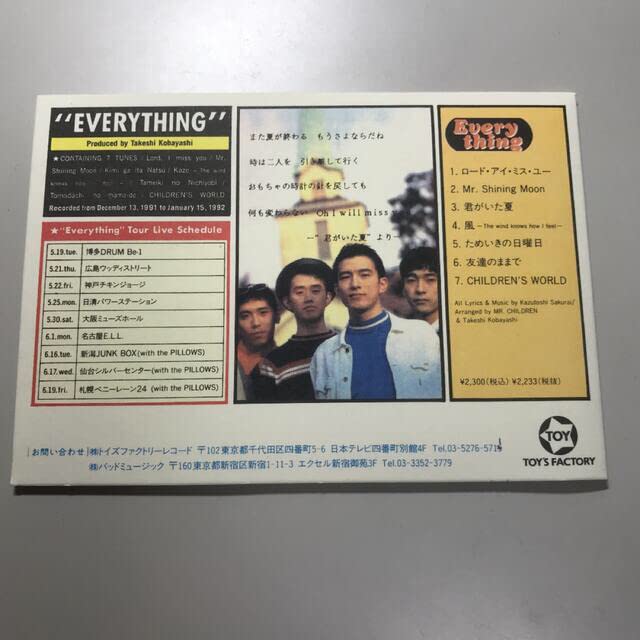 "EVERYTHING"
Produced by Takeshi Kobayashi
★CONTAINING 7 TUNES / Lord, I miss you / Mr.
Shining Moon / Kimi ga Ita Natsu / Kaze - The wind
knows how I feel - / Tameiki no Nichiyobi /
Tomodachi no mamade / CHILDREN'S WORLD
Recorded from December 13, 1991 to January 15, 1992
★"Everything" Tour Live Schedule
5.19.tue. 博多DRUM Be-1
5.21.thu. 広島ウッディストリート
5.22.fri. 神戸チキンジョージ
5.25.mon. 日清パワーステーション
5.30.sat. 大阪ミューズホール
6.1.mon. 名古屋E.L.L.
6.16.tue. 新潟JUNK BOX(with the PILLOWS)
6.17.wed. 仙台シルバーセンター(with the PILLOWS)
6.19.fri. 札幌ペニーレーン24 (with the PILLOWS)
また夏が終わる もうさよならだね
時は二人を 引き離して行く
おもちゃの時計の針を戻しても
何も変わらない Oh I will miss
—"君がいた夏"より—
Every
thing
1. ロード・アイ・ミス・ユー
2. Mr. Shining Moon
3. 君がいた夏
4. 風 —The wind knows how I feel—
5. ためいきの日曜日
6. 友達のままで
7. CHILDREN'S WORLD
All Lyrics & Music by Kazutoshi Sakurai/
Arranged by MR. CHILDREN
& Takeshi Kobayashi
¥2,300(税込) ¥2,233(税抜)
TOY
TOY'S FACTORY
[お問い合わせ] ㈱トイズファクトリーレコード 〒102東京都千代田区四番町5-6 日本テレビ四番町別館4F Tel.03-5276-571
㈱バッドミュージック 〒160東京都新宿区新宿1-11-3 エクセル新宿御苑3F Tel.03-3352-3779